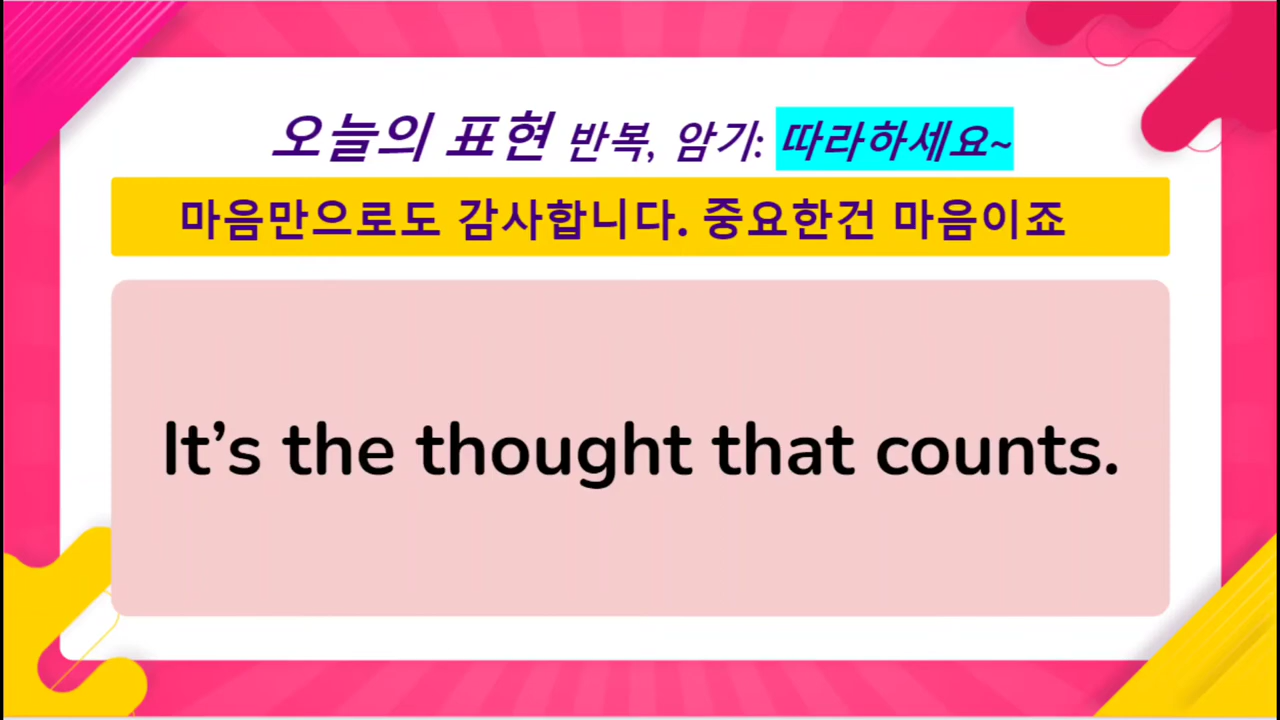 오늘의 표현 반복, 암기: 따라하세요~
마음만으로도 감사합니다. 중요한건 마음이죠
It’s the thought that counts.